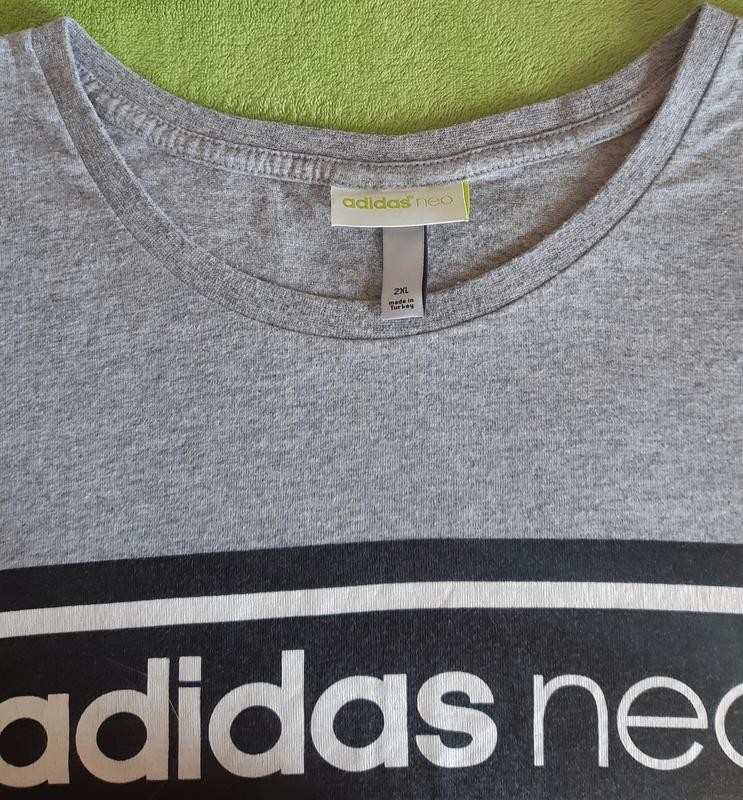 adidas neo
2XL
made in
Turkey
adidas neo